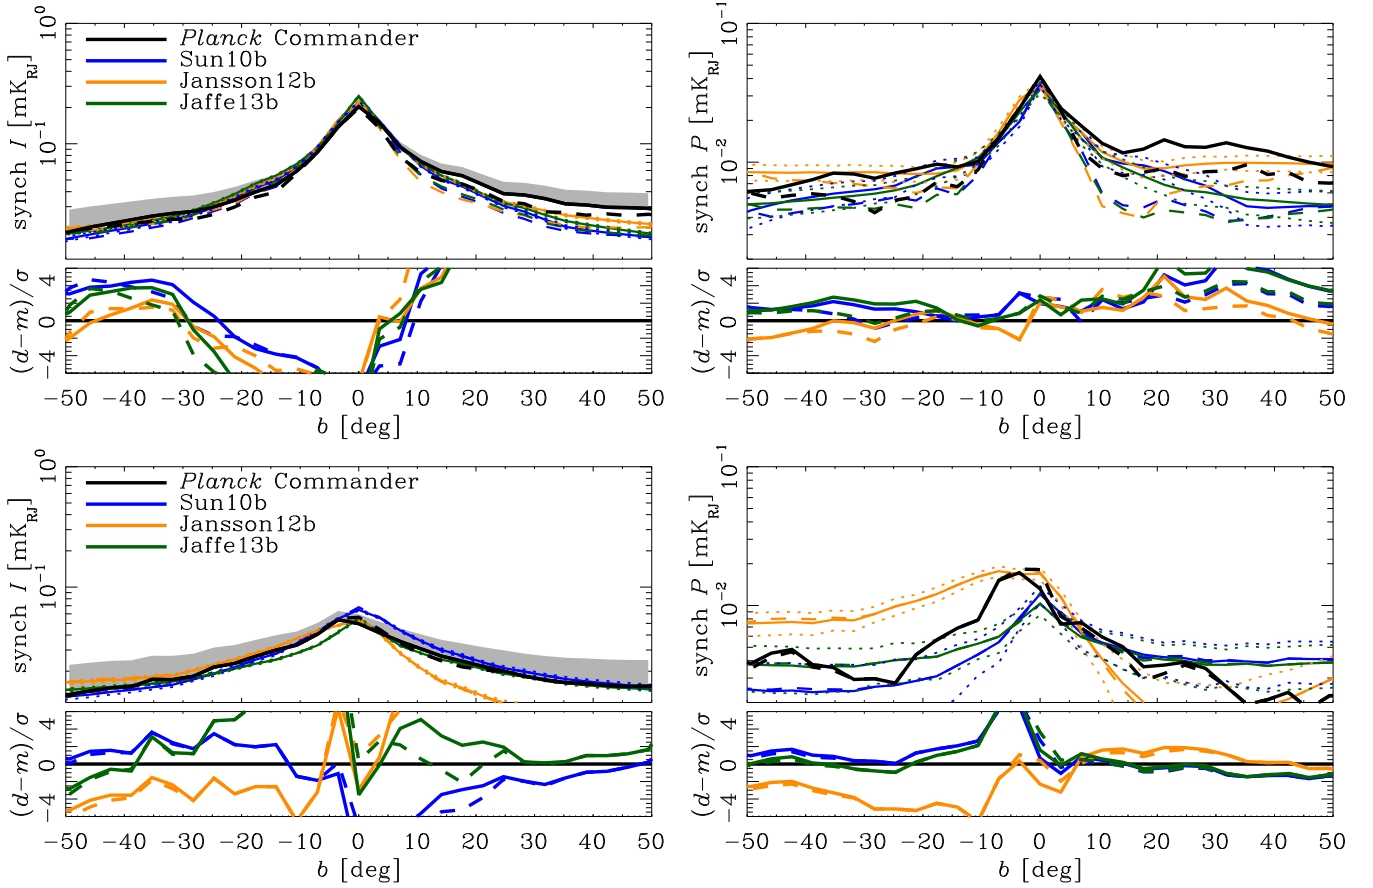 10⁰
10⁻¹
synch I [mK_RJ]
Planck Commander
Sun10b
Jansson12b
Jaffe13b
4
0
−4
(d−m)/σ
−50 −40 −30 −20 −10 0 10 20 30 40 50
b [deg]
10⁻¹
10⁻²
synch P [mK_RJ]
4
0
−4
(d−m)/σ
−50 −40 −30 −20 −10 0 10 20 30 40 50
b [deg]
10⁰
10⁻¹
synch I [mK_RJ]
Planck Commander
Sun10b
Jansson12b
Jaffe13b
4
0
−4
(d−m)/σ
−50 −40 −30 −20 −10 0 10 20 30 40 50
b [deg]
10⁻¹
10⁻²
synch P [mK_RJ]
4
0
−4
(d−m)/σ
−50 −40 −30 −20 −10 0 10 20 30 40 50
b [deg]